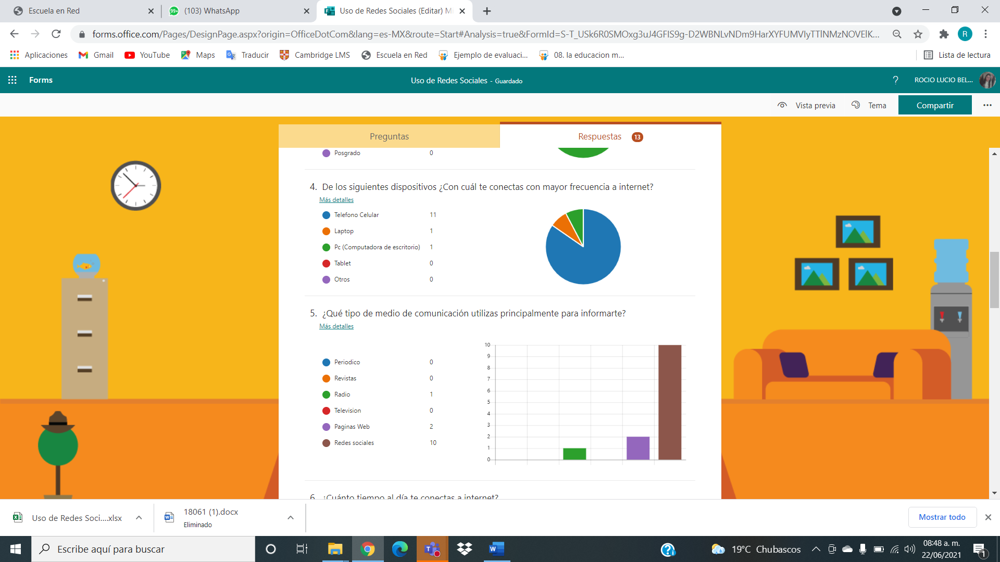 Escuela en Red
(103) WhatsApp
Uso de Redes Sociales (Editar) Mi
forms.office.com/Pages/DesignPage.aspx?origin=OfficeDotCom&lang=es-MX&route=Start#Analysis=true&FormId=S-T_USk6R0SMOxg3uJ4GFIS9g-D2WBNLvNDm9HarXYFUMVIyTTlNMzNOVElK...
R
Aplicaciones
Gmail
YouTube
Maps
Traducir
Cambridge LMS
Escuela en Red
Ejemplo de evaluaci...
08. la educacion m...
Lista de lectura
Forms
Uso de Redes Sociales - Guardado
?
ROCIO LUCIO BEL...
Vista previa
Tema
Compartir
Preguntas
Respuestas 13
Posgrado 0
4. De los siguientes dispositivos ¿Con cuál te conectas con mayor frecuencia a internet?
Más detalles
Telefono Celular 11
Laptop 1
Pc (Computadora de escritorio) 1
Tablet 0
Otros 0
5. ¿Qué tipo de medio de comunicación utilizas principalmente para informarte?
Más detalles
Periodico 0
Revistas 0
Radio 1
Television 0
Paginas Web 2
Redes sociales 10
10
9
8
7
6
5
4
3
2
1
0
6. ¿Cuánto tiempo al día te conectas a internet?
Uso de Redes Soci....xlsx
18061 (1).docx
Eliminado
Mostrar todo
Escribe aquí para buscar
19°C Chubascos
08:48 a. m.
22/06/2021
1